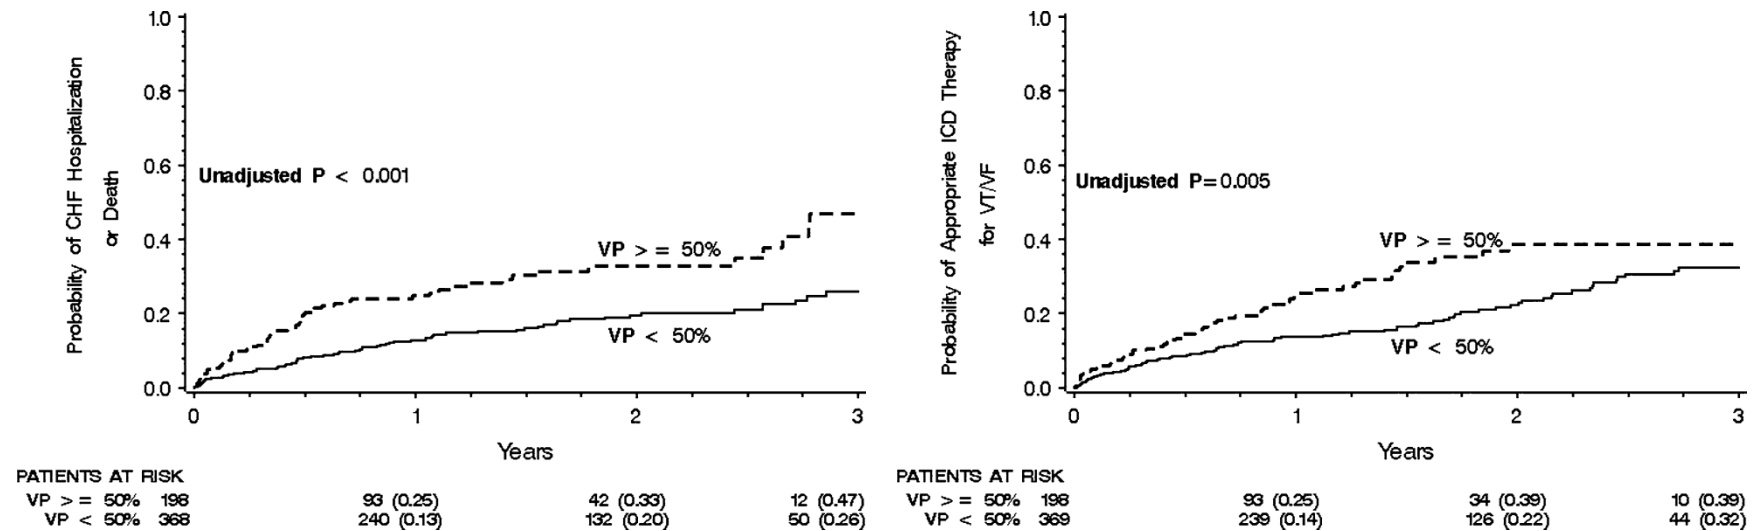 Probability of CHF Hospitalization
or Death
1.0
0.8
0.6
0.4
0.2
0.0
Unadjusted P < 0.001
VP >= 50%
VP < 50%
0 1 2 3
Years
PATIENTS AT RISK
VP >= 50% 198 93 (0.25) 42 (0.33) 12 (0.47)
VP < 50% 368 240 (0.13) 132 (0.20) 50 (0.26)
Probability of Appropriate ICD Therapy
for VT/VF
1.0
0.8
0.6
0.4
0.2
0.0
Unadjusted P=0.005
VP >= 50%
VP < 50%
0 1 2 3
Years
PATIENTS AT RISK
VP >= 50% 198 93 (0.25) 34 (0.39) 10 (0.39)
VP < 50% 369 239 (0.14) 126 (0.22) 44 (0.32)